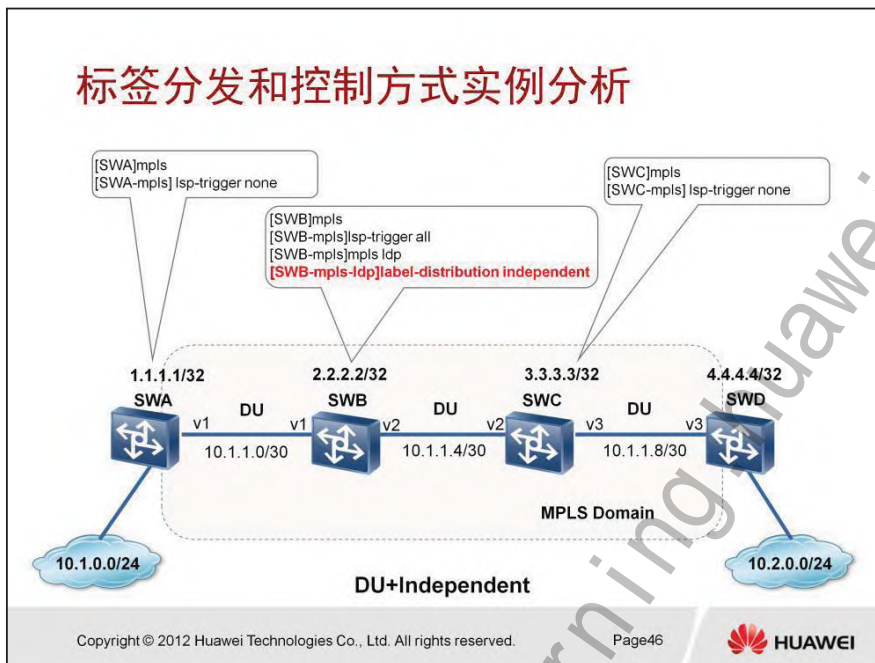 标签分发和控制方式实例分析
[SWA]mpls
[SWA-mpls] lsp-trigger none
[SWC]mpls
[SWC-mpls] lsp-trigger none
[SWB]mpls
[SWB-mpls]lsp-trigger all
[SWB-mpls]mpls ldp
[SWB-mpls-ldp]label-distribution independent
1.1.1.1/32 2.2.2.2/32 3.3.3.3/32 4.4.4.4/32
SWA DU SWB DU SWC DU SWD
v1 v1 v2 v2 v3 v3
10.1.1.0/30 10.1.1.4/30 10.1.1.8/30
MPLS Domain
10.1.0.0/24 10.2.0.0/24
DU+Independent
Copyright © 2012 Huawei Technologies Co., Ltd. All rights reserved. Page46 HUAWEI
rning.huawei.